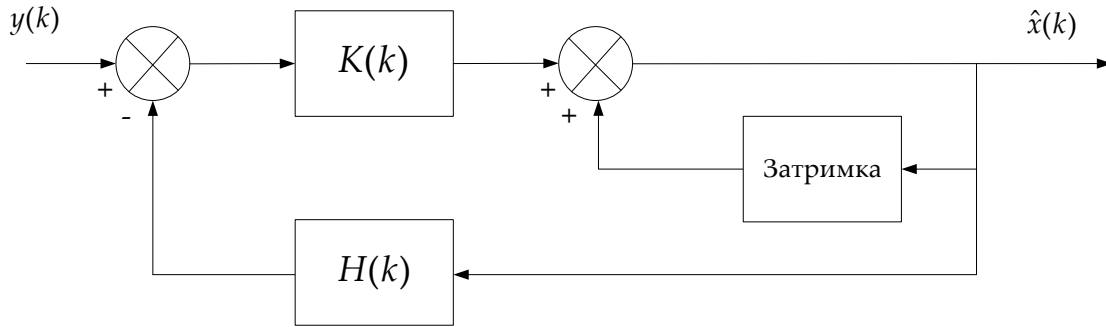 y(k)
x̂(k)
K(k)
+
-
+
+
Затримка
H(k)